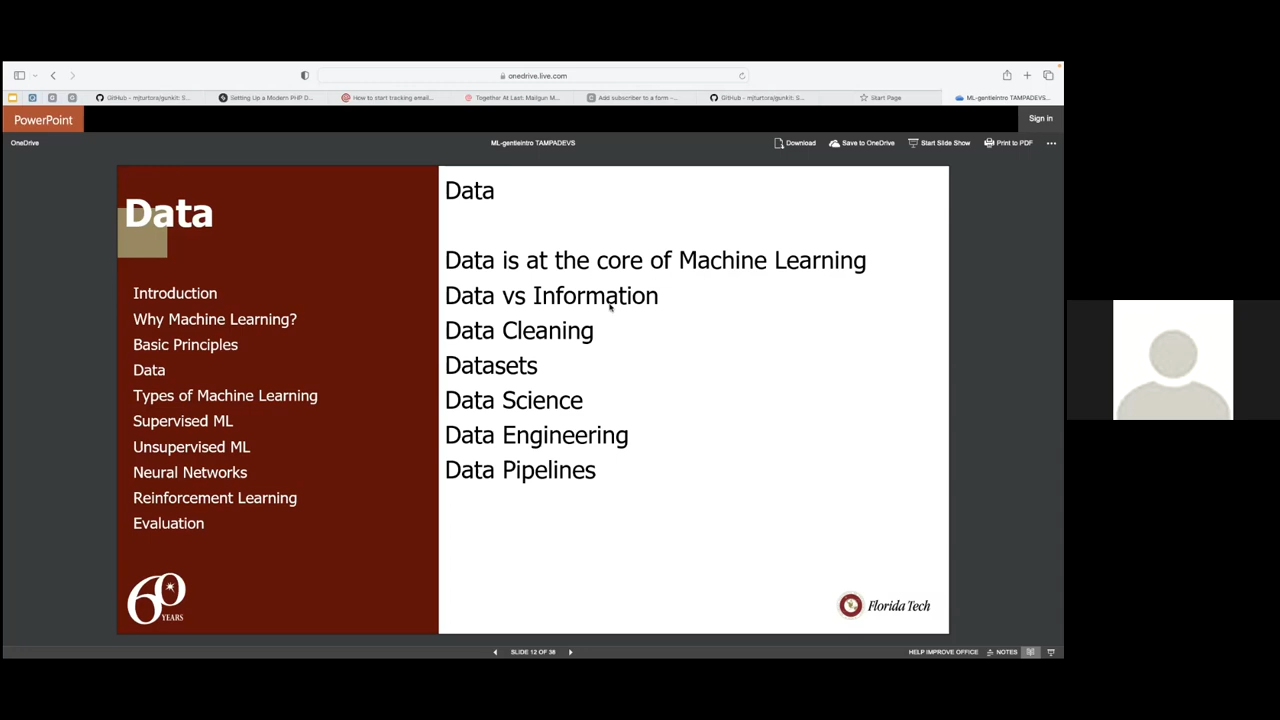 onedrive.live.com
GitHub - mjturtora/gunkit: S...
Setting Up a Modern PHP D...
How to start tracking email...
Together At Last: Mailgun M...
Add subscriber to a form –...
GitHub - mjturtora/gunkit: S...
Start Page
ML-gentleintro TAMPADEVS...
PowerPoint
Sign in
OneDrive
ML-gentleintro TAMPADEVS
Download
Save to OneDrive
Start Slide Show
Print to PDF
Data
Introduction
Why Machine Learning?
Basic Principles
Data
Types of Machine Learning
Supervised ML
Unsupervised ML
Neural Networks
Reinforcement Learning
Evaluation
60
YEARS
Data
Data is at the core of Machine Learning
Data vs Information
Data Cleaning
Datasets
Data Science
Data Engineering
Data Pipelines
Florida Tech
SLIDE 12 OF 38
HELP IMPROVE OFFICE
NOTES